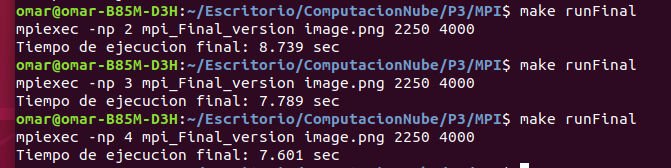 omar@omar-B85M-D3H:~/Escritorio/ComputacionNube/P3/MPI$ make runFinal
mpiexec -np 2 mpi_Final_version image.png 2250 4000
Tiempo de ejecucion final: 8.739 sec
omar@omar-B85M-D3H:~/Escritorio/ComputacionNube/P3/MPI$ make runFinal
mpiexec -np 3 mpi_Final_version image.png 2250 4000
Tiempo de ejecucion final: 7.789 sec
omar@omar-B85M-D3H:~/Escritorio/ComputacionNube/P3/MPI$ make runFinal
mpiexec -np 4 mpi_Final_version image.png 2250 4000
Tiempo de ejecucion final: 7.601 sec